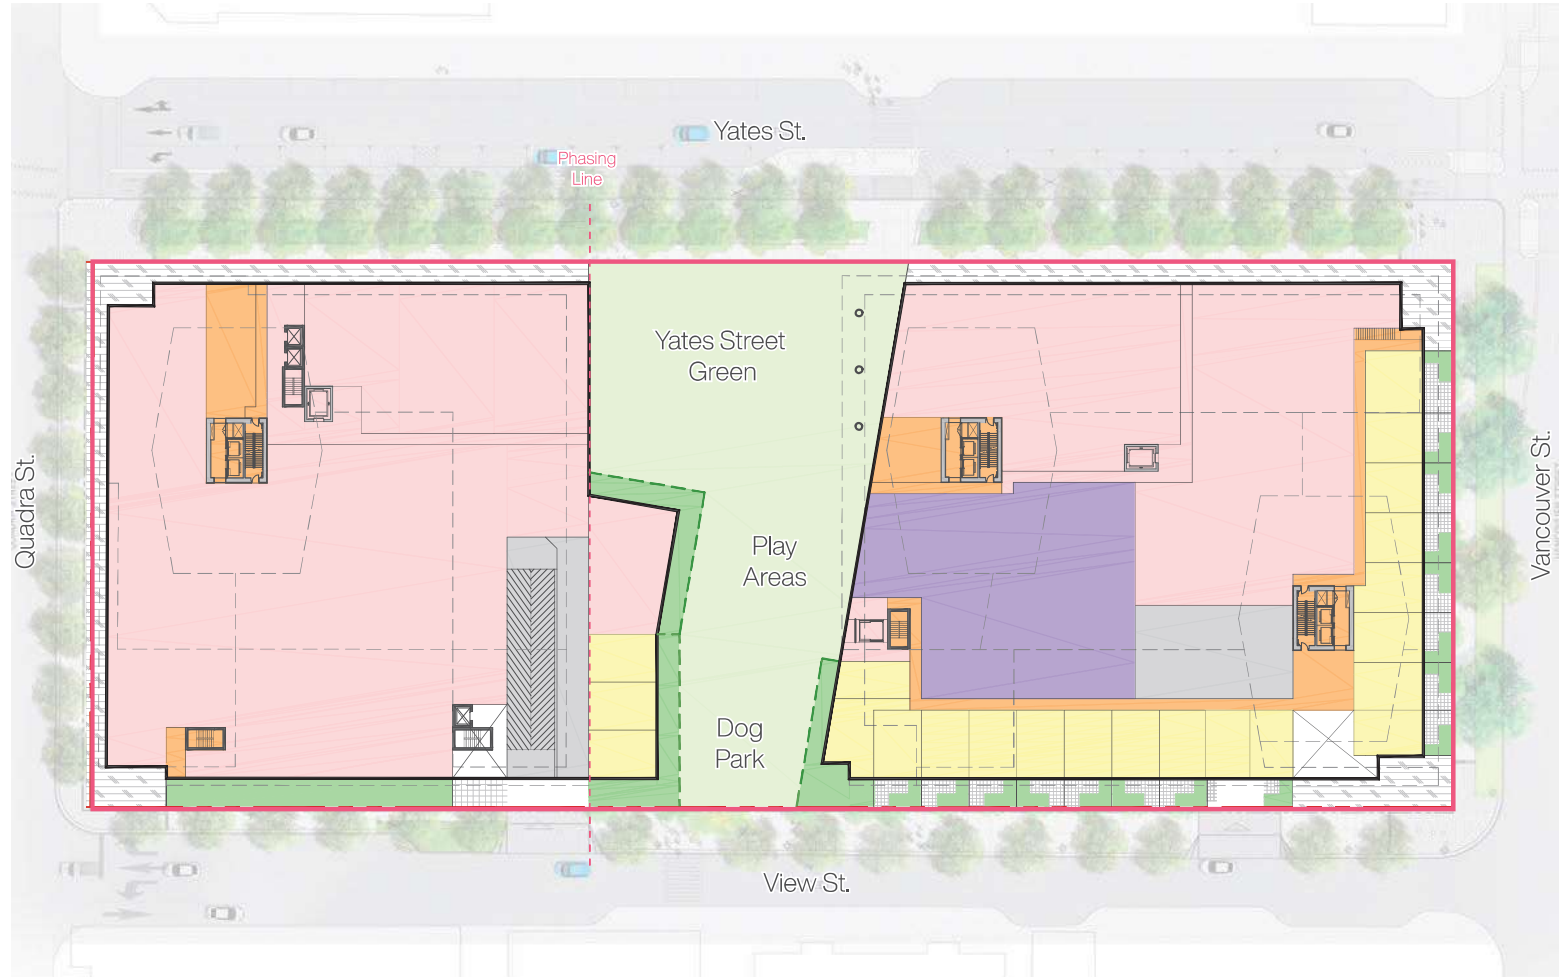 Yates St.
Phasing
Line
Yates Street
Green
Quadra St.
Vancouver St.
Play
Areas
Dog
Park
View St.